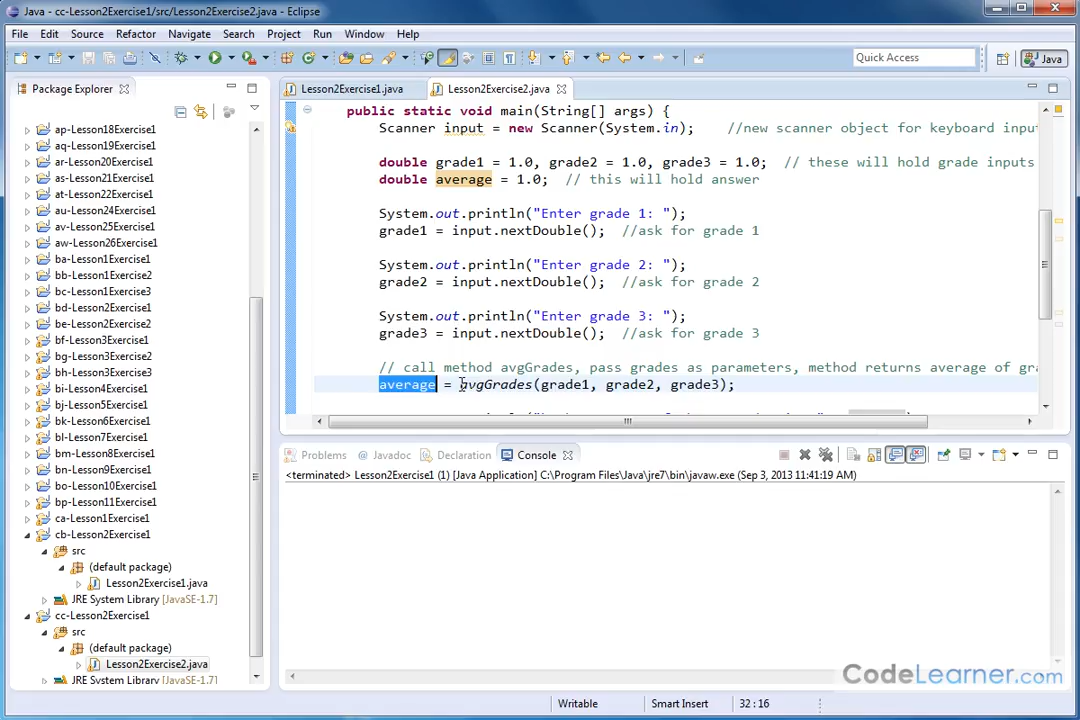 Java - cc-Lesson2Exercise1/src/Lesson2Exercise2.java - Eclipse
File Edit Source Refactor Navigate Search Project Run Window Help
Quick Access Java
Package Explorer
ap-Lesson18Exercise1
aq-Lesson19Exercise1
ar-Lesson20Exercise1
as-Lesson21Exercise1
at-Lesson22Exercise1
au-Lesson24Exercise1
av-Lesson25Exercise1
aw-Lesson26Exercise1
ba-Lesson1Exercise1
bb-Lesson1Exercise2
bc-Lesson1Exercise3
bd-Lesson2Exercise1
be-Lesson2Exercise2
bf-Lesson3Exercise1
bg-Lesson3Exercise2
bh-Lesson3Exercise3
bi-Lesson4Exercise1
bj-Lesson5Exercise1
bk-Lesson6Exercise1
bl-Lesson7Exercise1
bm-Lesson8Exercise1
bn-Lesson9Exercise1
bo-Lesson10Exercise1
bp-Lesson11Exercise1
ca-Lesson1Exercise1
cb-Lesson2Exercise1
src
(default package)
Lesson2Exercise1.java
JRE System Library [JavaSE-1.7]
cc-Lesson2Exercise1
src
(default package)
Lesson2Exercise2.java
JRE System Library [JavaSE-1.7]
Lesson2Exercise1.java Lesson2Exercise2.java
public static void main(String[] args) {
Scanner input = new Scanner(System.in); //new scanner object for keyboard inpu
double grade1 = 1.0, grade2 = 1.0, grade3 = 1.0; // these will hold grade inputs
double average = 1.0; // this will hold answer
System.out.println("Enter grade 1: ");
grade1 = input.nextDouble(); //ask for grade 1
System.out.println("Enter grade 2: ");
grade2 = input.nextDouble(); //ask for grade 2
System.out.println("Enter grade 3: ");
grade3 = input.nextDouble(); //ask for grade 3
// call method avgGrades, pass grades as parameters, method returns average of gra
average = avgGrades(grade1, grade2, grade3);
Problems @ Javadoc Declaration Console
<terminated> Lesson2Exercise1 (1) [Java Application] C:\Program Files\Java\jre7\bin\javaw.exe (Sep 3, 2013 11:41:19 AM)
CodeLearner.com
Writable Smart Insert 32 : 16